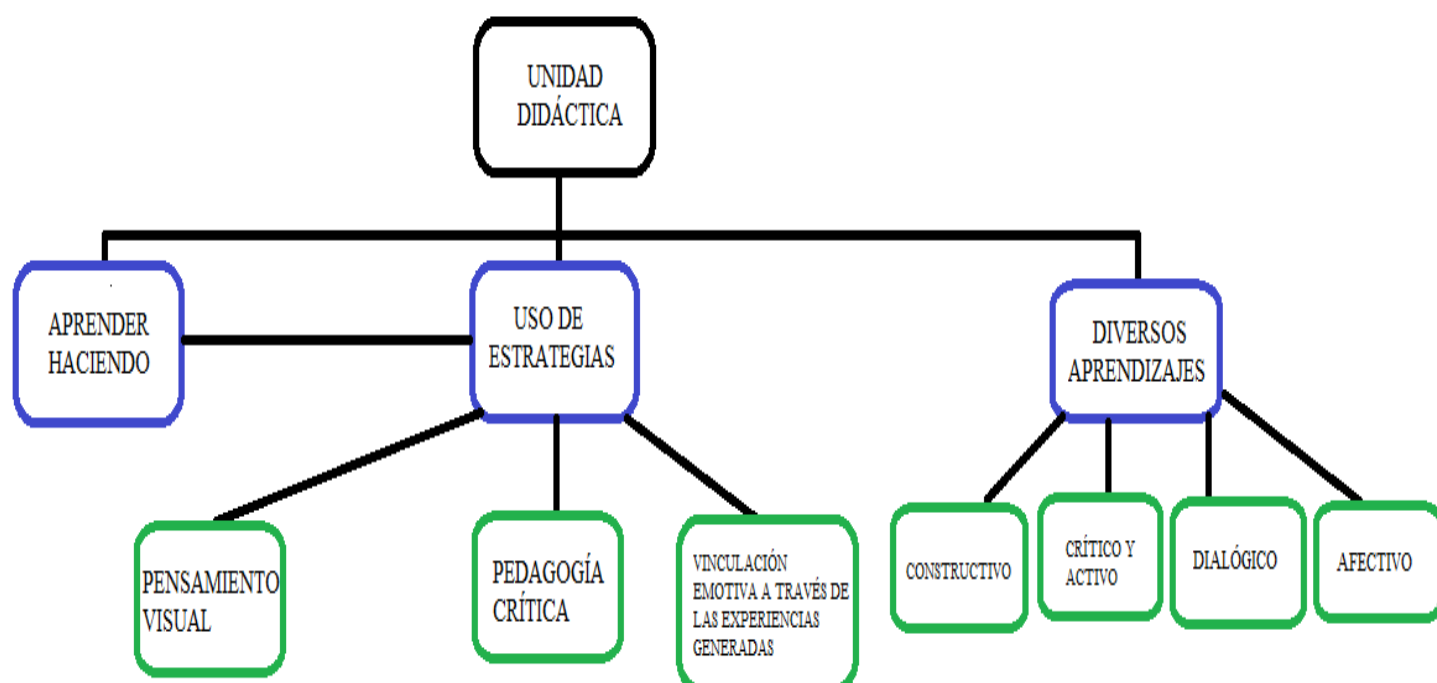 UNIDAD
DIDÁCTICA
APRENDER
HACIENDO
USO DE
ESTRATEGIAS
DIVERSOS
APRENDIZAJES
PENSAMIENTO
VISUAL
PEDAGOGÍA
CRÍTICA
VINCULACIÓN
EMOTIVA A TRAVÉS DE
LAS EXPERIENCIAS
GENERADAS
CONSTRUCTIVO
CRÍTICO Y
ACTIVO
DIALÓGICO
AFECTIVO